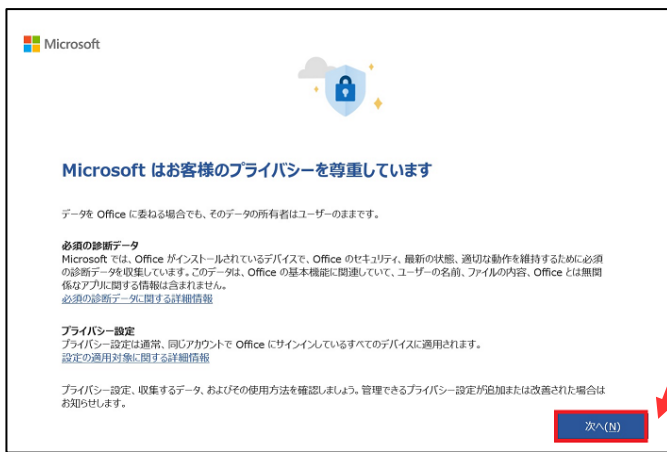 Microsoft
Microsoft はお客様のプライバシーを尊重しています
データを Office に委ねる場合でも、そのデータの所有者はユーザーのままです。
必須の診断データ
Microsoft では、Office がインストールされているデバイスで、Office のセキュリティ、最新の状態、適切な動作を維持するために必須
の診断データを収集しています。このデータは、Office の基本機能に関連していて、ユーザーの名前、ファイルの内容、Office とは無関
係なアプリに関する情報は含まれません。
必須の診断データに関する詳細情報
プライバシー設定
プライバシー設定は通常、同じアカウントで Office にサインインしているすべてのデバイスに適用されます。
設定の適用対象に関する詳細情報
プライバシー設定、収集するデータ、およびその使用方法を確認しましょう。管理できるプライバシー設定が追加または改善された場合は
お知らせします。
次へ(N)